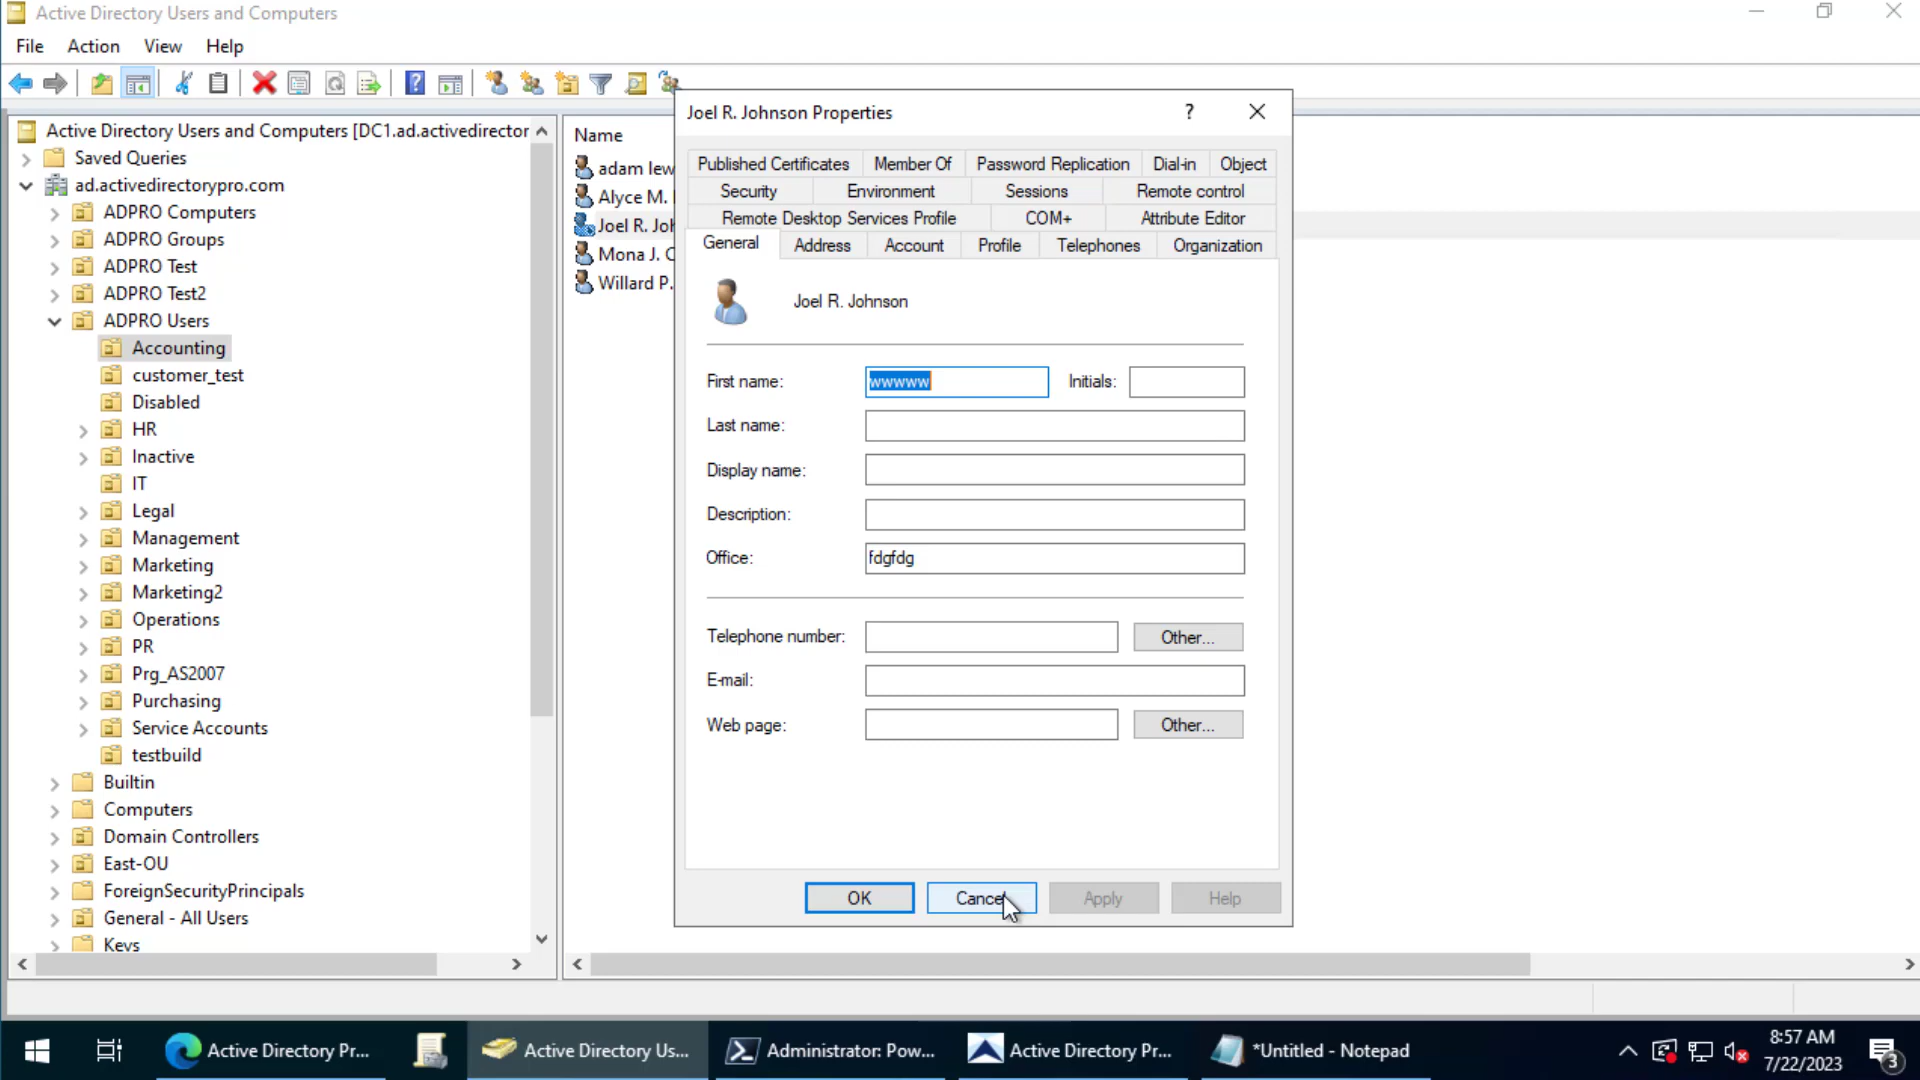 Active Directory Users and Computers
File Action View Help
Active Directory Users and Computers [DC1.ad.activedirector
Saved Queries
ad.activedirectorypro.com
ADPRO Computers
ADPRO Groups
ADPRO Test
ADPRO Test2
ADPRO Users
Accounting
customer_test
Disabled
HR
Inactive
IT
Legal
Management
Marketing
Marketing2
Operations
PR
Prg_AS2007
Purchasing
Service Accounts
testbuild
Builtin
Computers
Domain Controllers
East-OU
ForeignSecurityPrincipals
General - All Users
Keys
Name
adam lew
Alyce M.
Joel R. Joh
Mona J. C
Willard P.
Joel R. Johnson Properties
?
Published Certificates Member Of Password Replication Dial-in Object
Security Environment Sessions Remote control
Remote Desktop Services Profile COM+ Attribute Editor
General Address Account Profile Telephones Organization
Joel R. Johnson
First name: wwwww Initials:
Last name:
Display name:
Description:
Office: fdgfdg
Telephone number: Other...
E-mail:
Web page: Other...
OK Cancel Apply Help
Active Directory Pr... Active Directory Us... Administrator: Pow... Active Directory Pr... *Untitled - Notepad
8:57 AM
7/22/2023
3